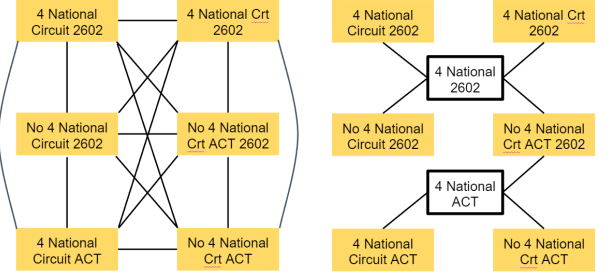 4 National
Circuit 2602
4 National Crt
2602
No 4 National
Circuit 2602
No 4 National
Crt ACT 2602
4 National
Circuit ACT
No 4 National
Crt ACT
4 National
Circuit 2602
4 National Crt
2602
4 National
2602
No 4 National
Circuit 2602
No 4 National
Crt ACT 2602
4 National
ACT
4 National
Circuit ACT
No 4 National
Crt ACT